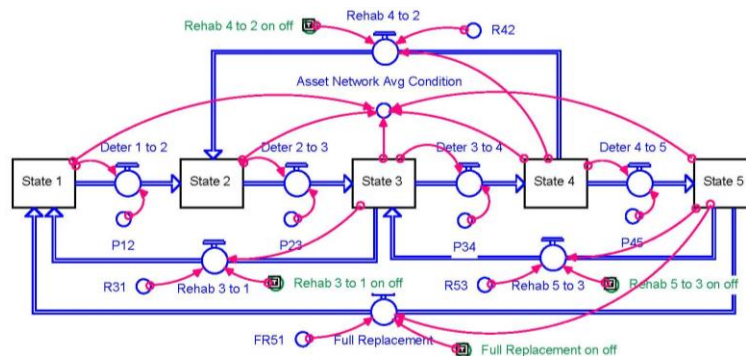 Rehab 4 to 2
Rehab 4 to 2 on off
R42
Asset Network Avg Condition
Deter 1 to 2
Deter 2 to 3
Deter 3 to 4
Deter 4 to 5
State 1
State 2
State 3
State 4
State 5
P12
P23
P34
P45
R31
Rehab 3 to 1
Rehab 3 to 1 on off
R53
Rehab 5 to 3
Rehab 5 to 3 on off
FR51
Full Replacement
Full Replacement on off